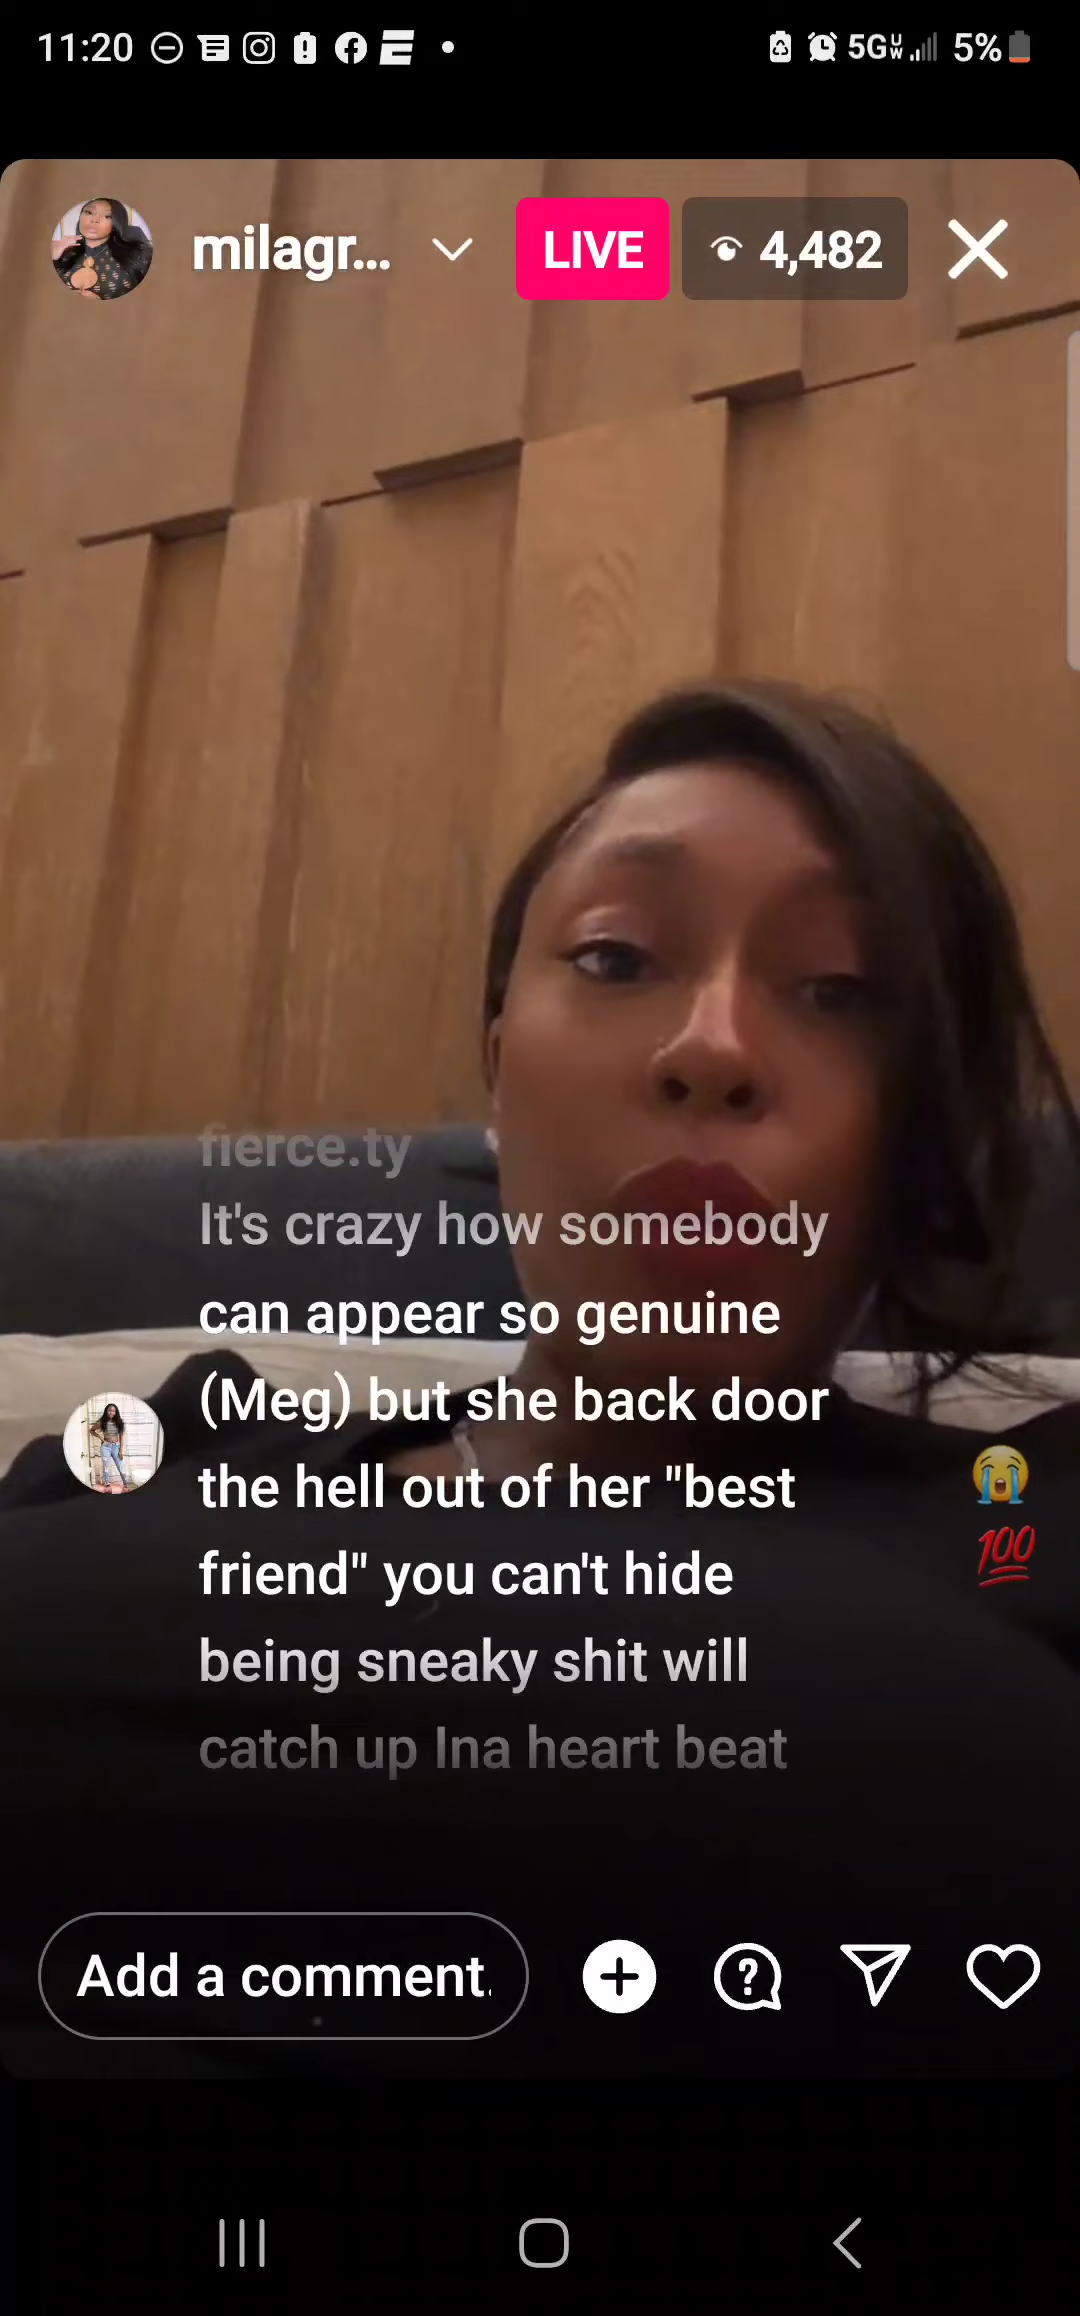 11:20 5G UW 5%
milagr... LIVE 4,482
fierce.ty
It's crazy how somebody
can appear so genuine
(Meg) but she back door
the hell out of her "best
friend" you can't hide
being sneaky shit will
catch up Ina heart beat
💯
Add a comment.